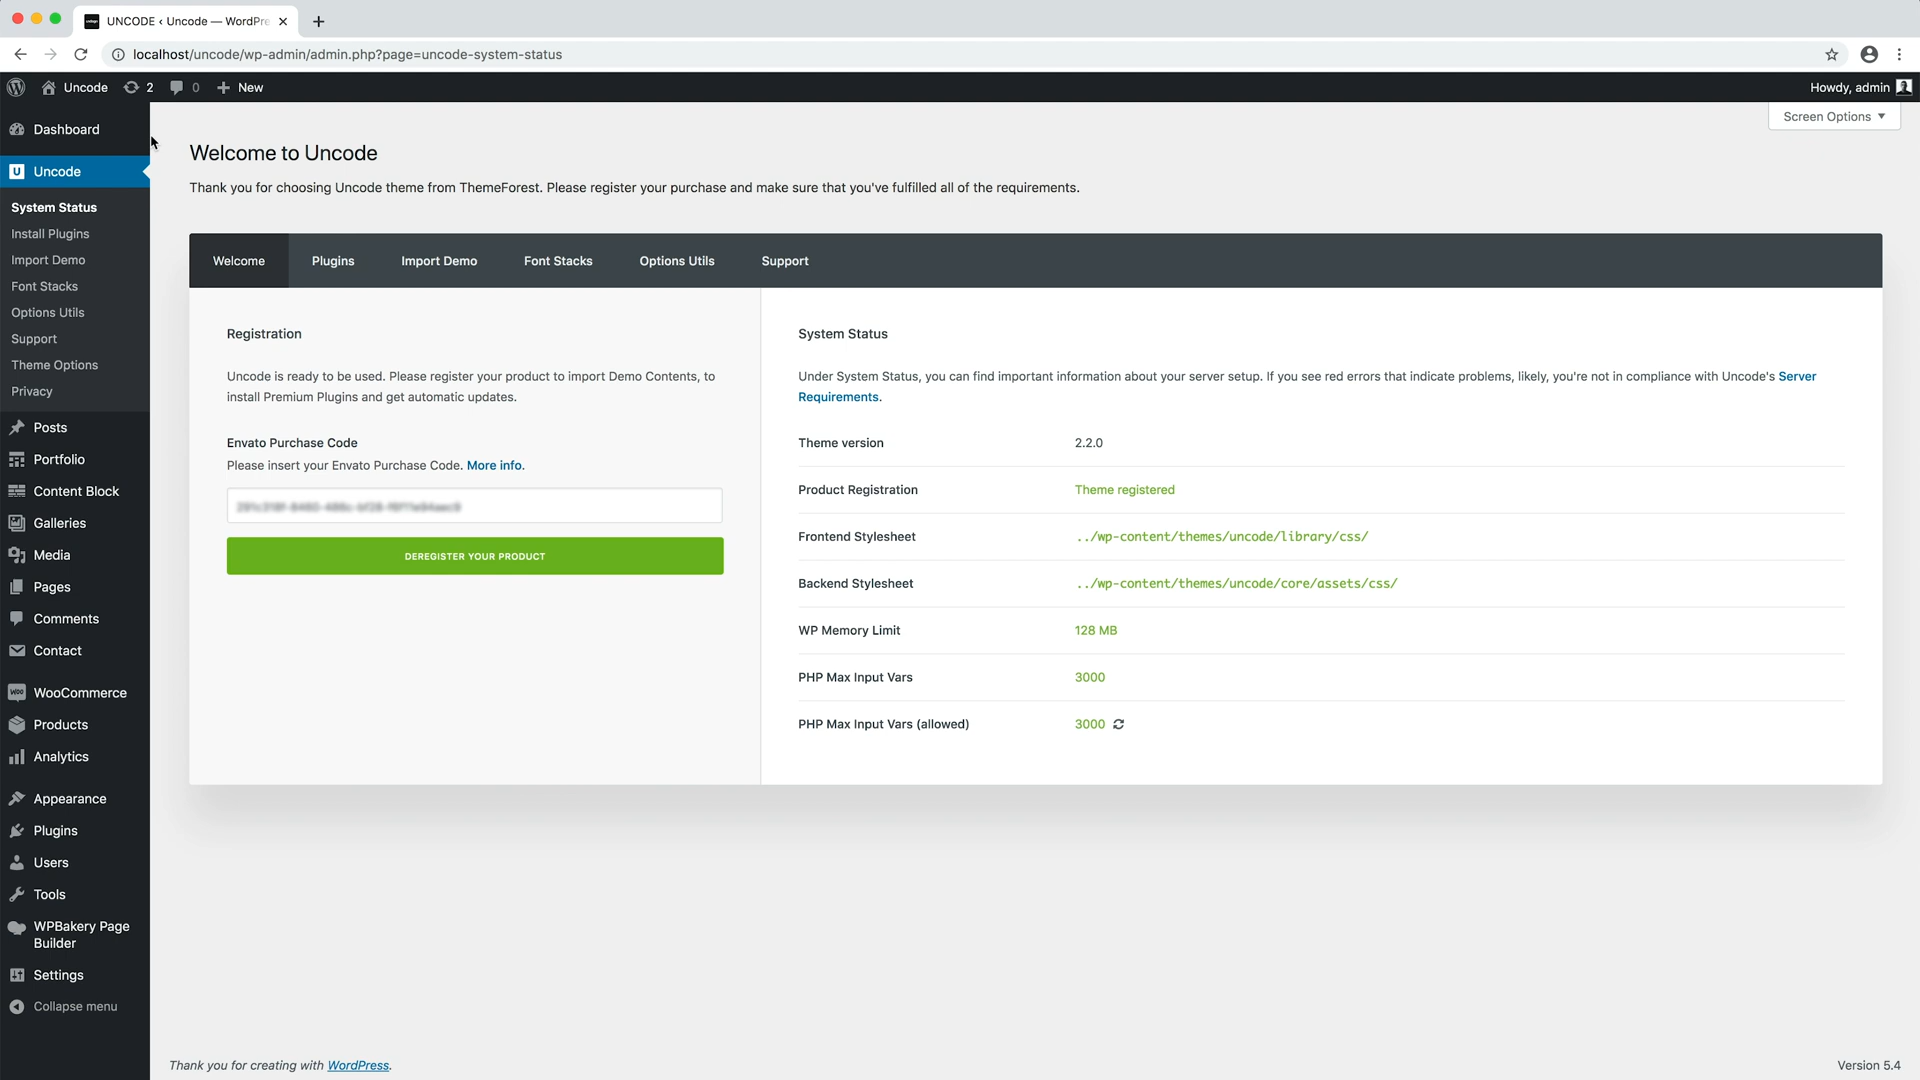 UNCODE ‹ Uncode — WordPre
localhost/uncode/wp-admin/admin.php?page=uncode-system-status
Uncode
2
0
New
Howdy, admin
Screen Options
Dashboard
Uncode
System Status
Install Plugins
Import Demo
Font Stacks
Options Utils
Support
Theme Options
Privacy
Posts
Portfolio
Content Block
Galleries
Media
Pages
Comments
Contact
WooCommerce
Products
Analytics
Appearance
Plugins
Users
Tools
WPBakery Page
Builder
Settings
Collapse menu
Welcome to Uncode
Thank you for choosing Uncode theme from ThemeForest. Please register your purchase and make sure that you've fulfilled all of the requirements.
Welcome
Plugins
Import Demo
Font Stacks
Options Utils
Support
Registration
Uncode is ready to be used. Please register your product to import Demo Contents, to
install Premium Plugins and get automatic updates.
Envato Purchase Code
Please insert your Envato Purchase Code. More info.
DEREGISTER YOUR PRODUCT
System Status
Under System Status, you can find important information about your server setup. If you see red errors that indicate problems, likely, you're not in compliance with Uncode's Server
Requirements.
Theme version 2.2.0
Product Registration Theme registered
Frontend Stylesheet ../wp-content/themes/uncode/library/css/
Backend Stylesheet ../wp-content/themes/uncode/core/assets/css/
WP Memory Limit 128 MB
PHP Max Input Vars 3000
PHP Max Input Vars (allowed) 3000
Thank you for creating with WordPress.
Version 5.4